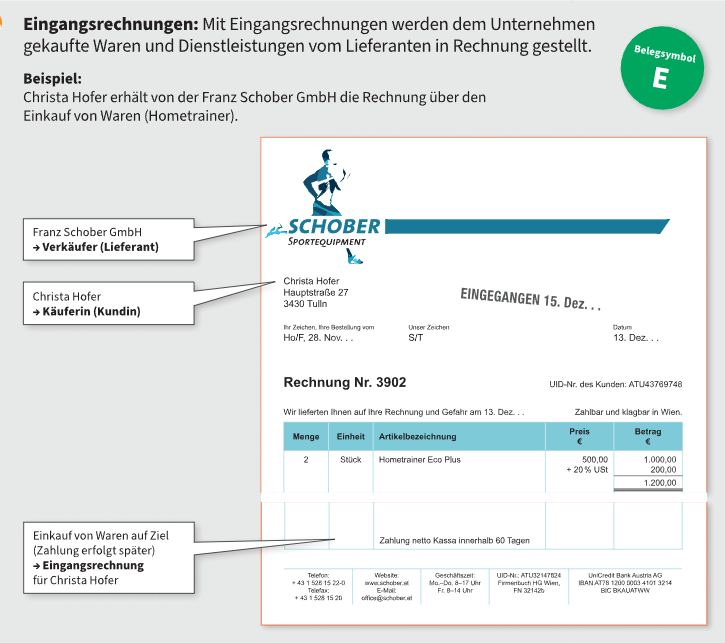 Eingangsrechnungen: Mit Eingangsrechnungen werden dem Unternehmen
gekaufte Waren und Dienstleistungen vom Lieferanten in Rechnung gestellt.
Belegsymbol
E
Beispiel:
Christa Hofer erhält von der Franz Schober GmbH die Rechnung über den
Einkauf von Waren (Hometrainer).
Franz Schober GmbH
→ Verkäufer (Lieferant)
SCHOBER
SPORTEQUIPMENT
Christa Hofer
→ Käuferin (Kundin)
Christa Hofer
Hauptstraße 27
3430 Tulln
EINGEGANGEN 15. Dez. . .
Ihr Zeichen, Ihre Bestellung vom Unser Zeichen Datum
Ho/F, 28. Nov. . . S/T 13. Dez. . .
Rechnung Nr. 3902 UID-Nr. des Kunden: ATU43769748
Wir lieferten Ihnen auf Ihre Rechnung und Gefahr am 13. Dez. . . Zahlbar und klagbar in Wien.
Menge Einheit Artikelbezeichnung Preis € Betrag €
2 Stück Hometrainer Eco Plus 500,00 1.000,00
+ 20 % USt 200,00
1.200,00
Einkauf von Waren auf Ziel
(Zahlung erfolgt später)
→ Eingangsrechnung
für Christa Hofer
Zahlung netto Kassa innerhalb 60 Tagen
Telefon: Website: Geschäftszeit: UID-Nr.: ATU32147824 UniCredit Bank Austria AG
+ 43 1 528 15 22-0 www.schober.at Mo.–Do. 8–17 Uhr Firmenbuch HG Wien, IBAN AT78 1200 0003 4101 3214
Telefax: E-Mail: Fr. 8–14 Uhr FN 32142b BIC BKAUATWW
+ 43 1 528 15 20 office@schober.at